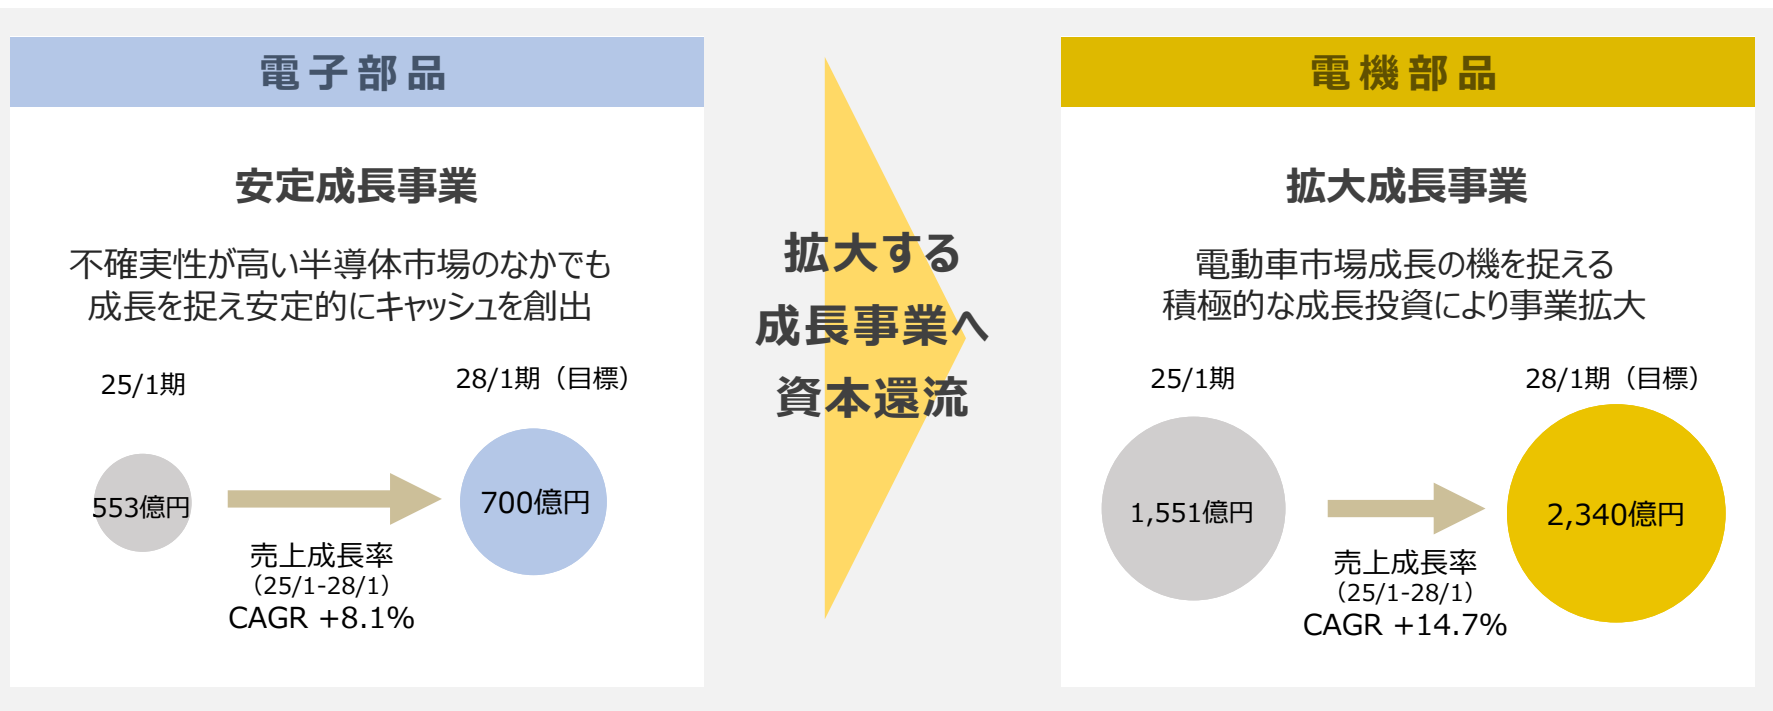 電子部品
安定成長事業
不確実性が高い半導体市場のなかでも
成長を捉え安定的にキャッシュを創出
25/1期
28/1期（目標）
553億円
700億円
売上成長率
（25/1-28/1）
CAGR +8.1%
拡大する
成長事業へ
資本還流
電機部品
拡大成長事業
電動車市場成長の機を捉える
積極的な成長投資により事業拡大
25/1期
28/1期（目標）
1,551億円
2,340億円
売上成長率
（25/1-28/1）
CAGR +14.7%